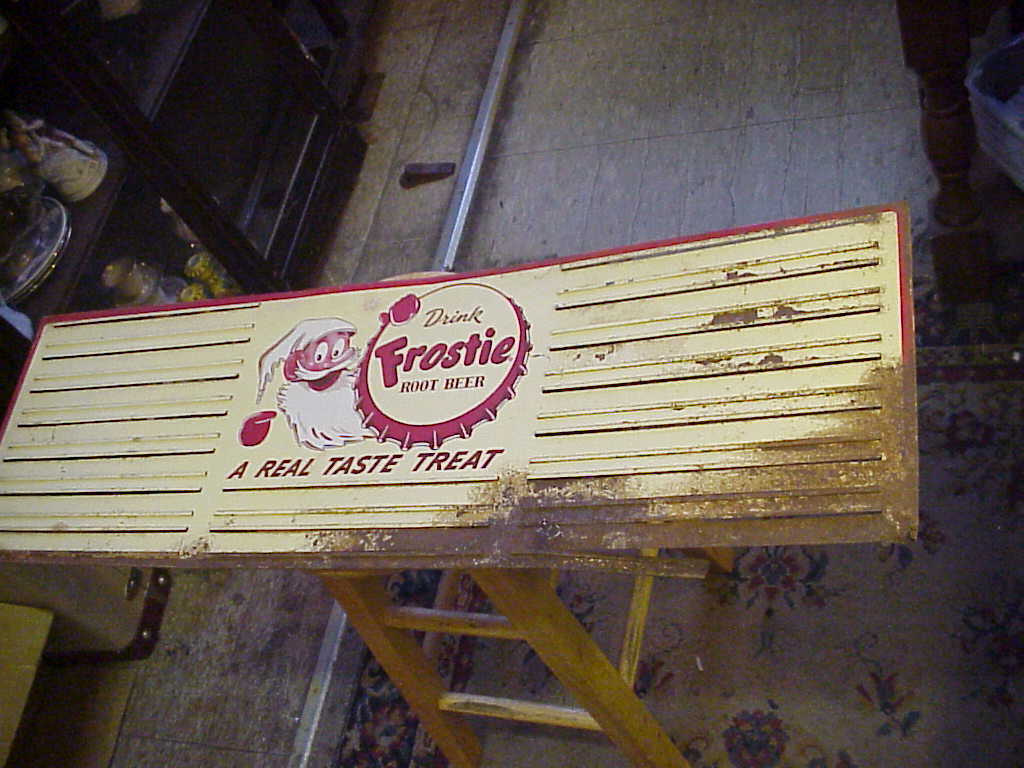 Drink
Frostie
ROOT BEER
A REAL TASTE TREAT